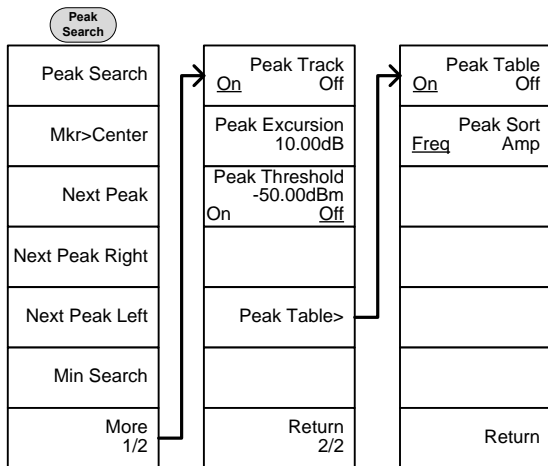 Peak
Search
Peak Search
Mkr>Center
Next Peak
Next Peak Right
Next Peak Left
Min Search
More
1/2
Peak Track
On Off
Peak Excursion
10.00dB
Peak Threshold
-50.00dBm
On Off
Peak Table>
Return
2/2
Peak Table
On Off
Peak Sort
Freq Amp
Return